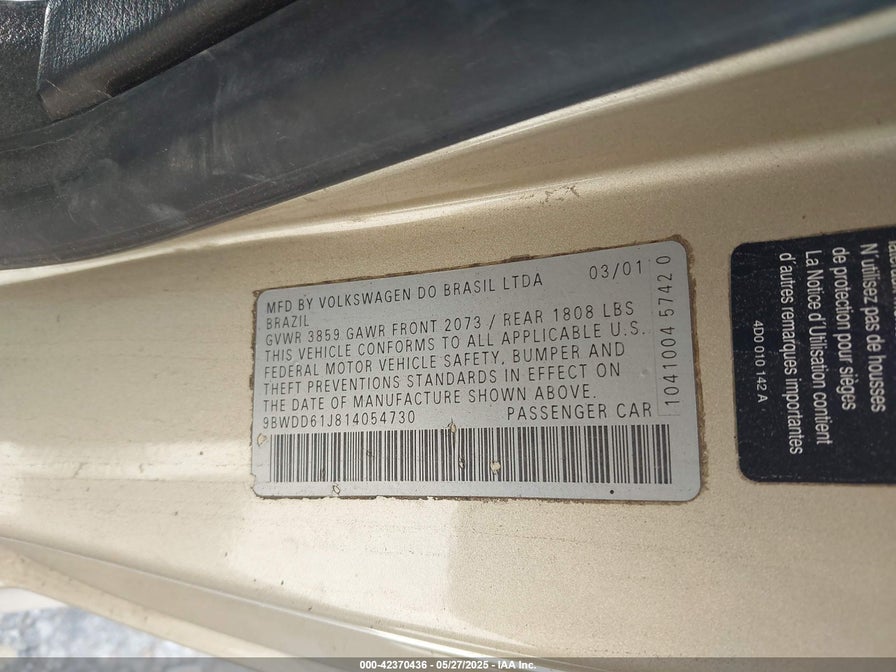 MFD BY VOLKSWAGEN DO BRASIL LTDA 03/01
BRAZIL
GVWR 3859 GAWR FRONT 2073 / REAR 1808 LBS
THIS VEHICLE CONFORMS TO ALL APPLICABLE U.S.
FEDERAL MOTOR VEHICLE SAFETY, BUMPER AND
THEFT PREVENTIONS STANDARDS IN EFFECT ON
THE DATE OF MANUFACTURE SHOWN ABOVE.
9BWDD61J814054730 PASSENGER CAR
1041004 57420
N'utilisez pas de housses
de protection pour sièges
La Notice d'Utilisation contient
d'autres remarques importantes
4D0 010 142 A
000-42370436 - 05/27/2025 - IAA Inc.